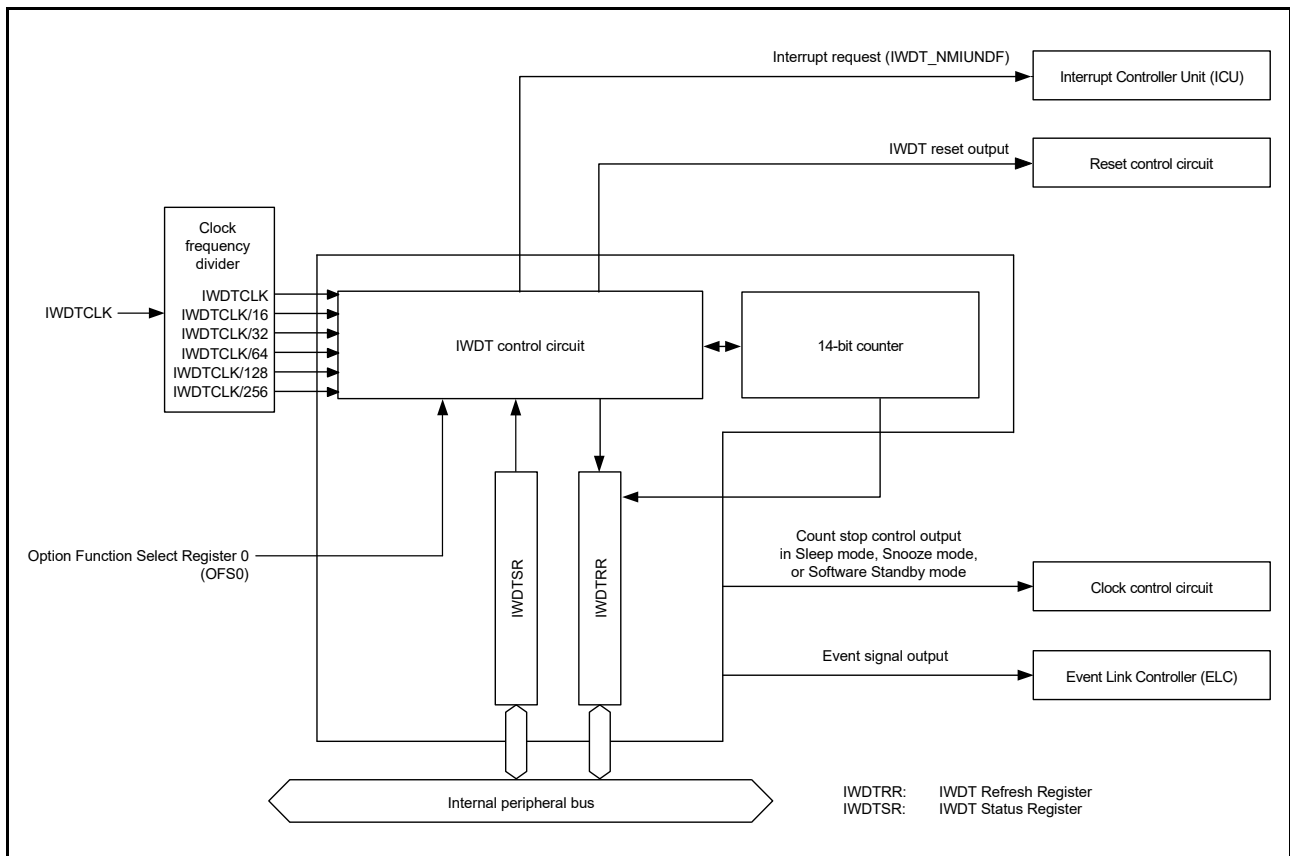 Interrupt request (IWDT_NMIUNDF)
Interrupt Controller Unit (ICU)
IWDT reset output
Reset control circuit
Clock
frequency
divider
IWDTCLK
IWDTCLK
IWDTCLK/16
IWDTCLK/32
IWDTCLK/64
IWDTCLK/128
IWDTCLK/256
IWDT control circuit
14-bit counter
Option Function Select Register 0
(OFS0)
IWDTSR
IWDTRR
Count stop control output
in Sleep mode, Snooze mode,
or Software Standby mode
Clock control circuit
Event signal output
Event Link Controller (ELC)
Internal peripheral bus
IWDTRR: IWDT Refresh Register
IWDTSR: IWDT Status Register